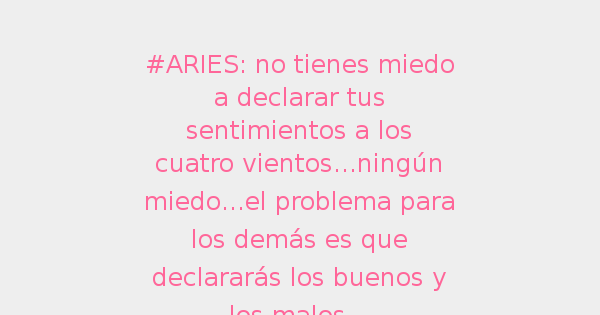 #ARIES: no tienes miedo
a declarar tus
sentimientos a los
cuatro vientos...ningún
miedo...el problema para
los demás es que
declararás los buenos y
los malos